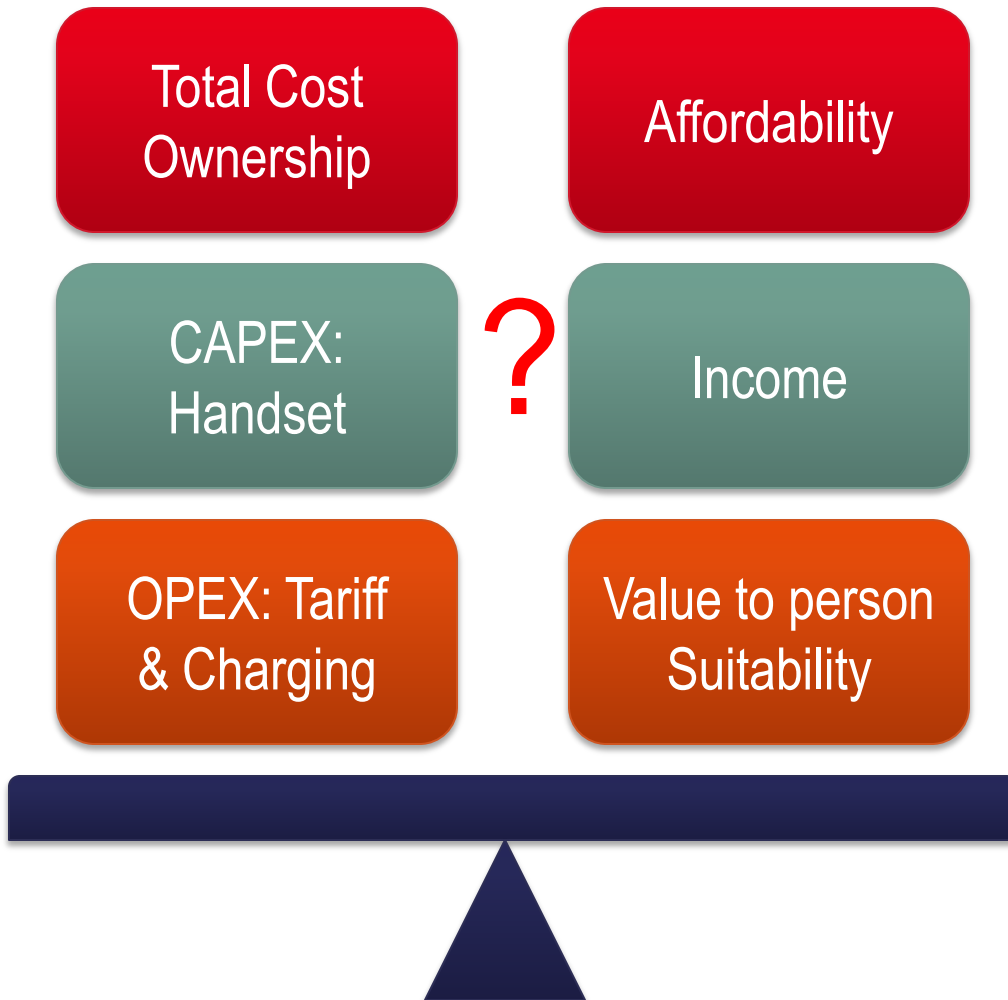 Total Cost
Ownership
Affordability
CAPEX:
Handset
?
Income
OPEX: Tariff
& Charging
Value to person
Suitability